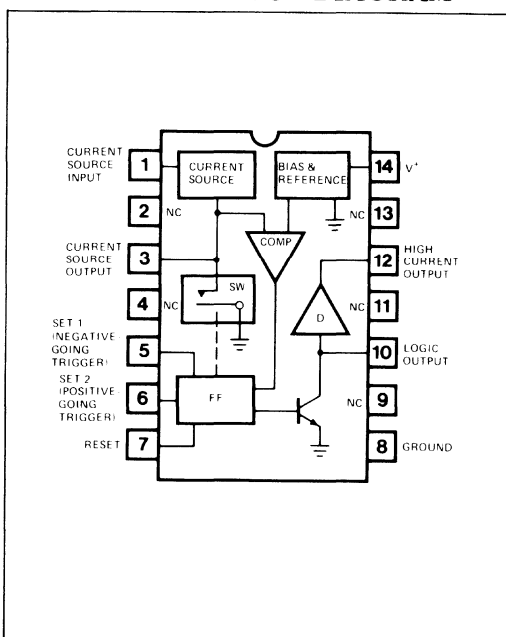 CURRENT
SOURCE
INPUT
1
CURRENT
SOURCE
BIAS &
REFERENCE
14
V+
2
NC
NC
13
CURRENT
SOURCE
OUTPUT
3
COMP
12
HIGH
CURRENT
OUTPUT
4
NC
SW
NC
11
SET 1
(NEGATIVE-
GOING
TRIGGER)
5
D
10
LOGIC
OUTPUT
SET 2
(POSITIVE-
GOING
TRIGGER)
6
FF
NC
9
RESET
7
8
GROUND